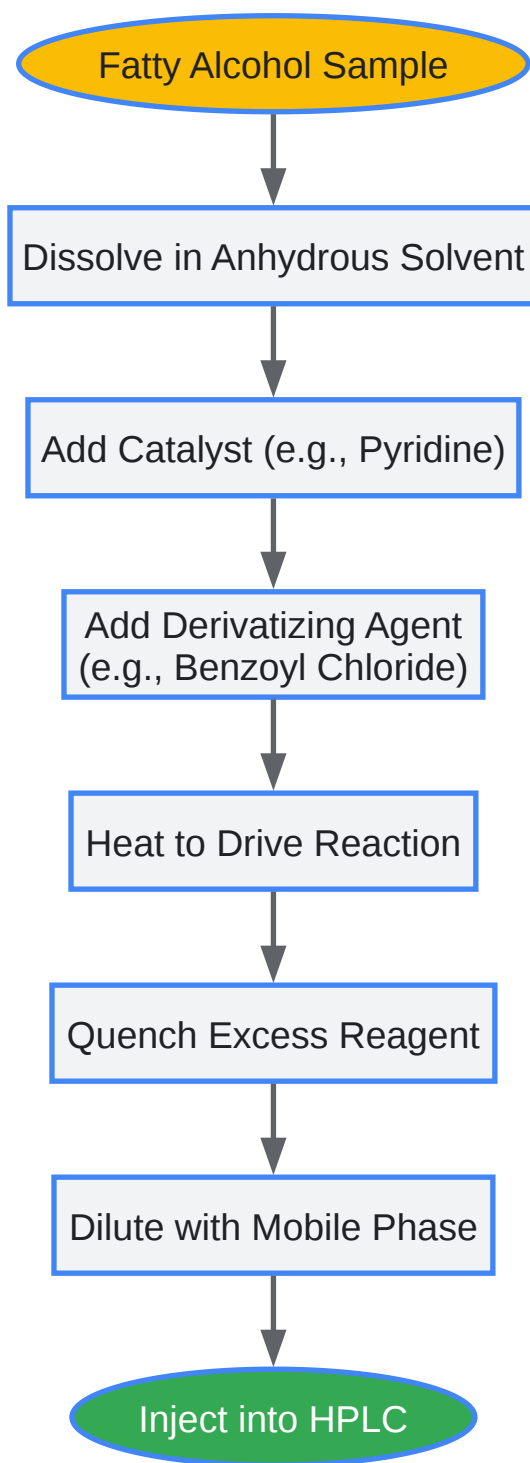 Fatty Alcohol Sample
Dissolve in Anhydrous Solvent
Add Catalyst (e.g., Pyridine)
Add Derivatizing Agent
(e.g., Benzoyl Chloride)
Heat to Drive Reaction
Quench Excess Reagent
Dilute with Mobile Phase
Inject into HPLC